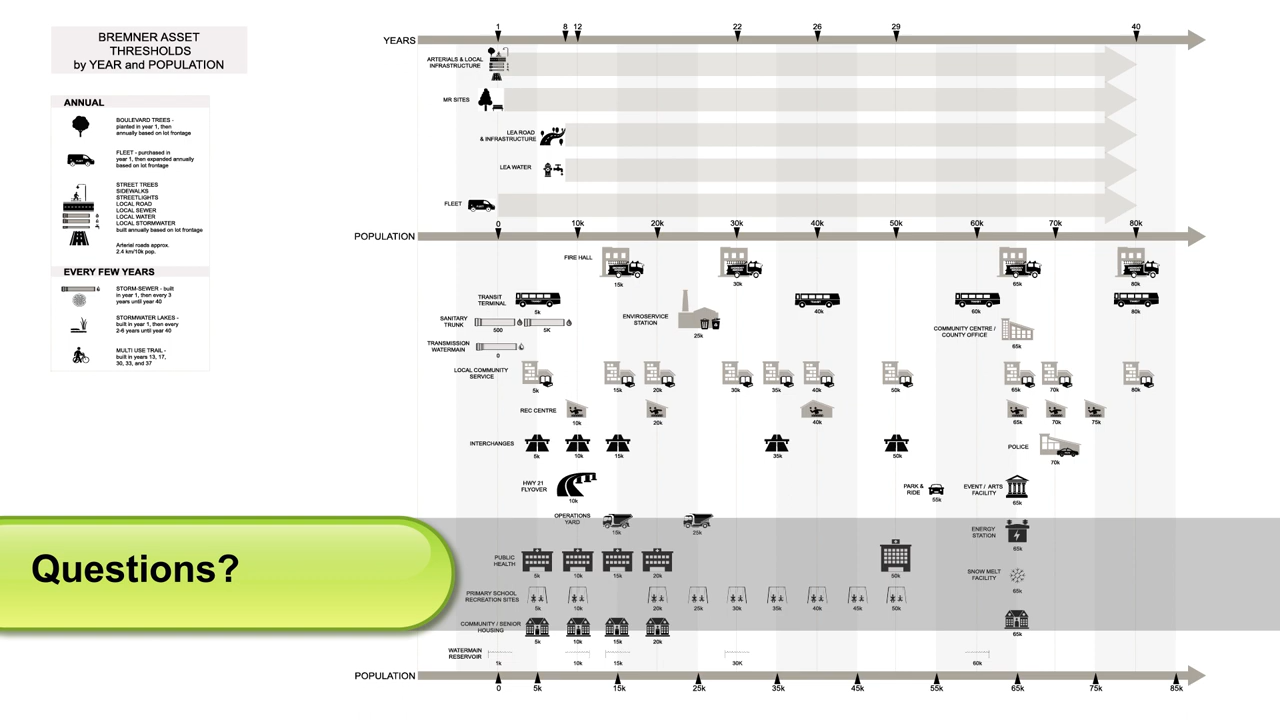 BREMNER ASSET
THRESHOLDS
by YEAR and POPULATION
ANNUAL
BOULEVARD TREES -
planted in year 1, then
annually based on lot frontage
FLEET - purchased in
year 1, then expanded annually
based on lot frontage
STREET TREES
SIDEWALKS
STREETLIGHTS
LOCAL ROAD
LOCAL SEWER
LOCAL WATER
LOCAL STORMWATER
built annually based on lot frontage
Arterial roads approx.
2.4 km/10k pop.
EVERY FEW YEARS
STORM-SEWER - built
in year 1, then every 3
years until year 40
STORMWATER LAKES -
built in year 1, then every
2-6 years until year 40
MULTI USE TRAIL -
built in years 13, 17,
30, 33, and 37
1 8 12 22 26 29 40
YEARS
ARTERIALS & LOCAL
INFRASTRUCTURE
MR SITES
LEA ROAD
& INFRASTRUCTURE
LEA WATER
FLEET
0 10k 20k 30k 40k 50k 60k 70k 80k
POPULATION
FIRE HALL
15k 30k 65k 80k
TRANSIT
TERMINAL
5k 40k 60k 80k
SANITARY
TRUNK
500 5K
ENVIROSERVICE
STATION
25k
COMMUNITY CENTRE /
COUNTY OFFICE
65k
TRANSMISSION
WATERMAIN
0
LOCAL COMMUNITY
SERVICE
5k 15k 20k 30k 35k 40k 50k 65k 70k 80k
REC CENTRE
10k 20k 40k 65k 70k 75k
INTERCHANGES
5k 10k 15k 35k 50k
POLICE
70k
HWY 21
FLYOVER
10k
PARK &
RIDE
55k
EVENT / ARTS
FACILITY
65k
OPERATIONS
YARD
15k 25k
ENERGY
STATION
65k
Questions?
PUBLIC
HEALTH
5k 10k 15k 20k 50k
SNOW MELT
FACILITY
65k
PRIMARY SCHOOL
RECREATION SITES
5k 10k 20k 25k 30k 35k 40k 45k 50k
COMMUNITY / SENIOR
HOUSING
5k 10k 15k 20k 65k
WATERMAIN
RESERVOIR
1k 10k 15k 30K 60k
POPULATION
0 5k 15k 25k 35k 45k 55k 65k 75k 85k